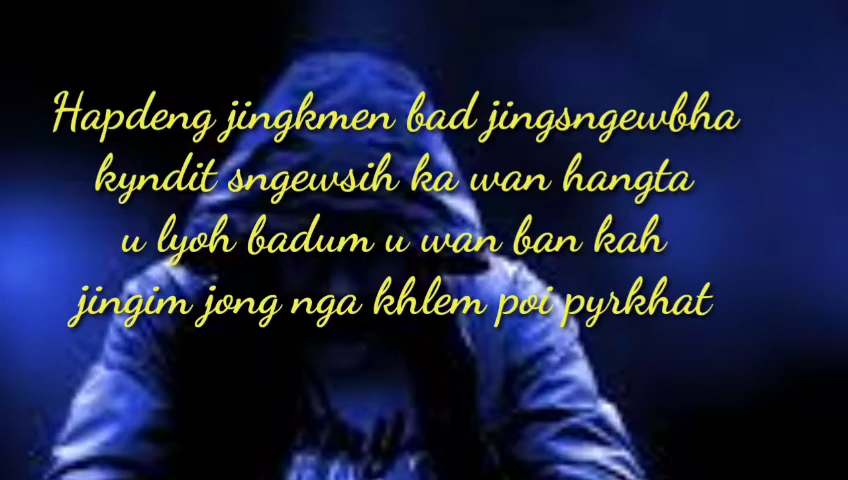 Hapdeng jingkmen bad jingsngewbha
kyndit sngewsih ka wan hangta
u lyoh badum u wan ban kah
jingim jong nga khlem poi pyrkhat